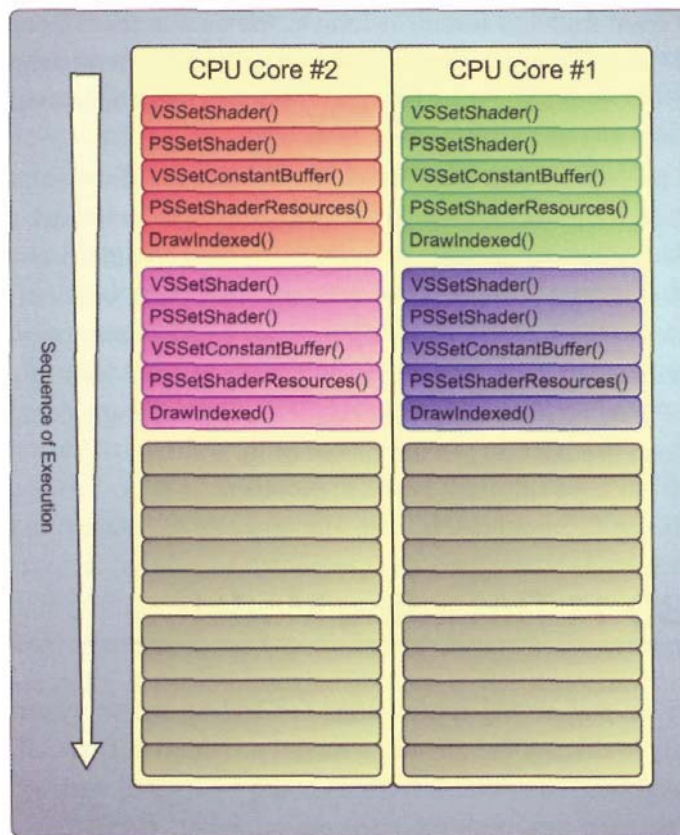 CPU Core #2
VSSetShader()
PSSetShader()
VSSetConstantBuffer()
PSSetShaderResources()
DrawIndexed()
VSSetShader()
PSSetShader()
VSSetConstantBuffer()
PSSetShaderResources()
DrawIndexed()
CPU Core #1
VSSetShader()
PSSetShader()
VSSetConstantBuffer()
PSSetShaderResources()
DrawIndexed()
VSSetShader()
PSSetShader()
VSSetConstantBuffer()
PSSetShaderResources()
DrawIndexed()
Sequence of Execution